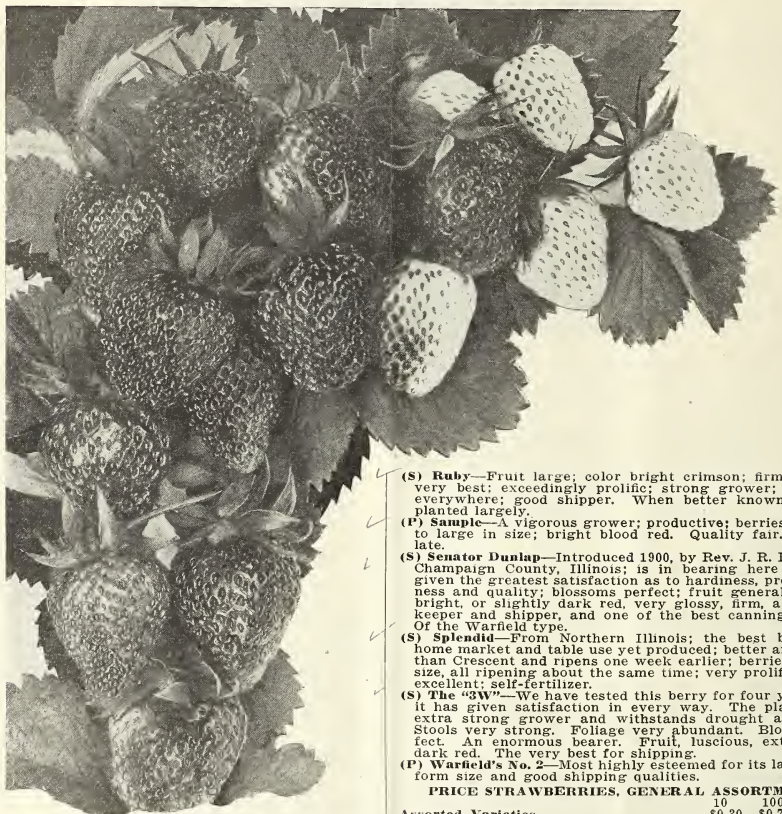 (S) Ruby—Fruit large; color bright crimson; firm
very best; exceedingly prolific; strong grower;
everywhere; good shipper. When better known
planted largely.
(P) Sample—A vigorous grower; productive; berries
to large in size; bright blood red. Quality fair.
late.
(S) Senator Dunlap—Introduced 1900, by Rev. J. R.
Champaign County, Illinois; is in bearing here
given the greatest satisfaction as to hardiness, pro
ness and quality; blossoms perfect; fruit general
bright, or slightly dark red, very glossy, firm, a
keeper and shipper, and one of the best canning
Of the Warfield type.
(S) Splendid—From Northern Illinois; the best b
home market and table use yet produced; better a
than Crescent and ripens one week earlier; berrie
size, all ripening about the same time; very prolif
excellent; self-fertilizer.
(S) The "3W"—We have tested this berry for four y
it has given satisfaction in every way. The pla
extra strong grower and withstands drought a
Stools very strong. Foliage very abundant. Blo
fect. An enormous bearer. Fruit, luscious, ext
dark red. The very best for shipping.
(P) Warfield's No. 2—Most highly esteemed for its la
form size and good shipping qualities.
PRICE STRAWBERRIES, GENERAL ASSORTM
10 100
Assorted Varieties $0.20